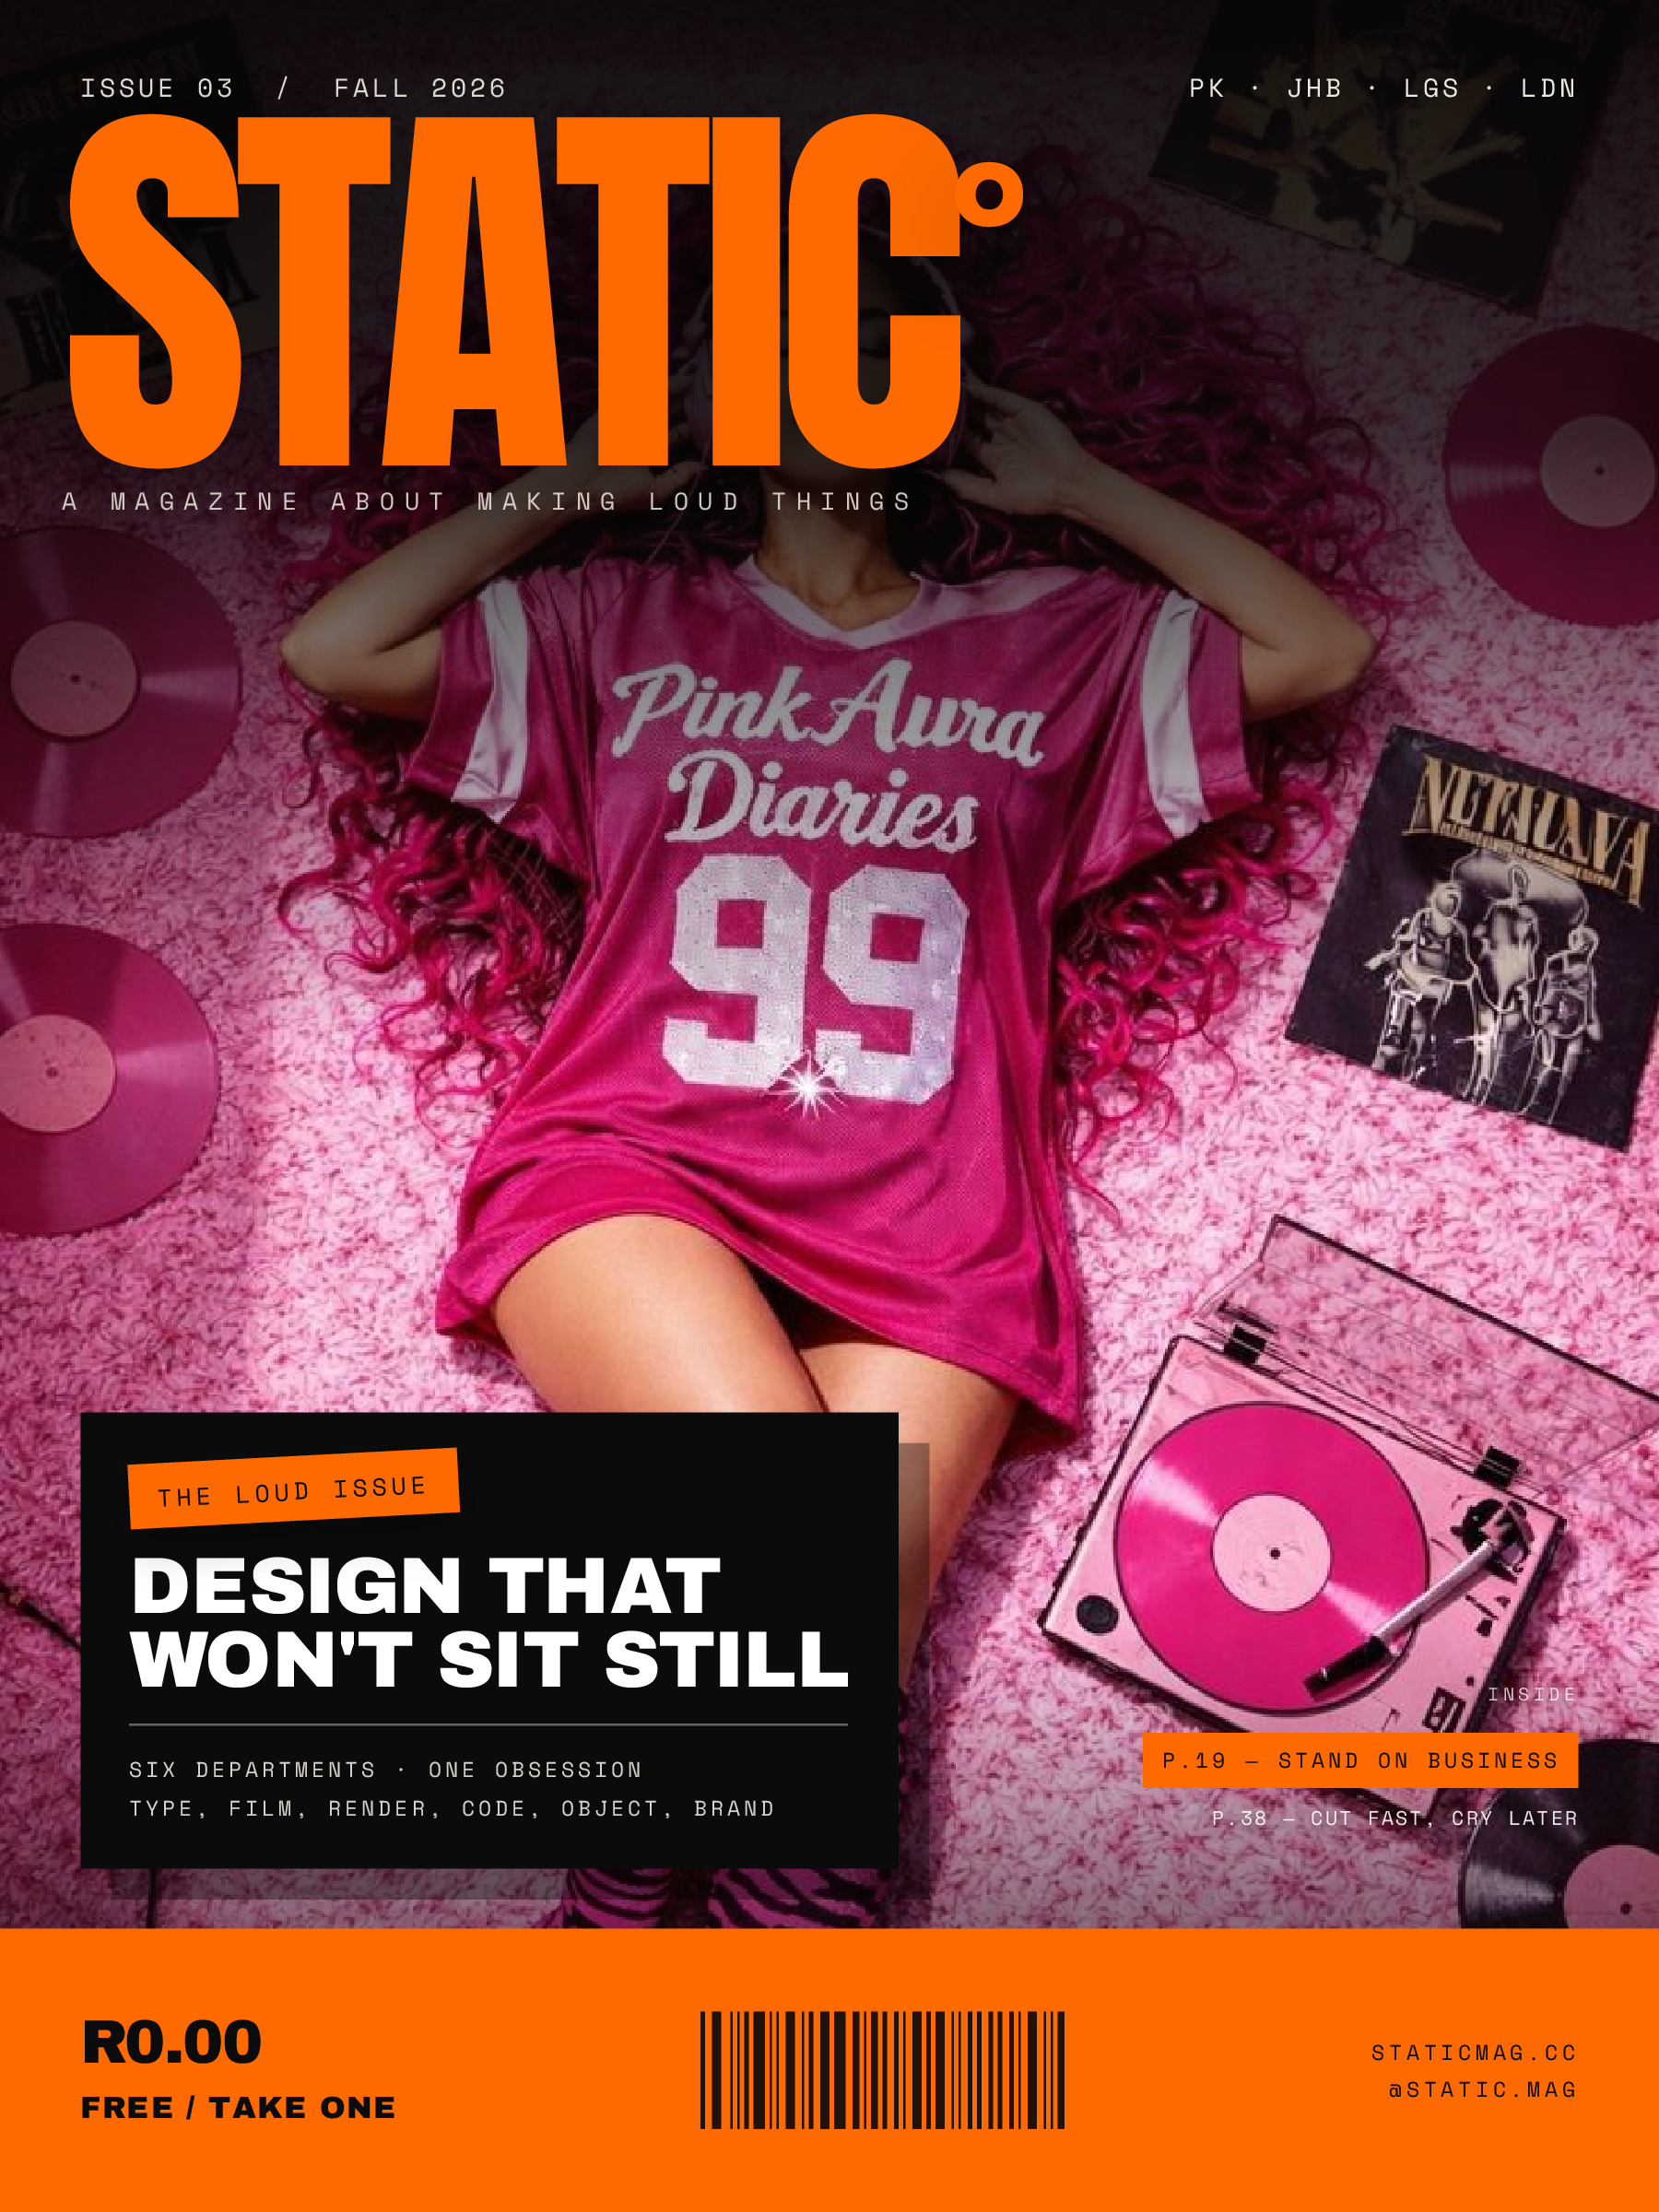 ISSUE 03 / FALL 2026
PK · JHB · LGS · LDN
STATIC°
A MAGAZINE ABOUT MAKING LOUD THINGS
Pink Aura
Diaries
99
THE LOUD ISSUE
DESIGN THAT
WON'T SIT STILL
SIX DEPARTMENTS · ONE OBSESSION
TYPE, FILM, RENDER, CODE, OBJECT, BRAND
INSIDE
P.19 — STAND ON BUSINESS
P.38 — CUT FAST, CRY LATER
R0.00
FREE / TAKE ONE
STATICMAG.CC
@STATIC.MAG